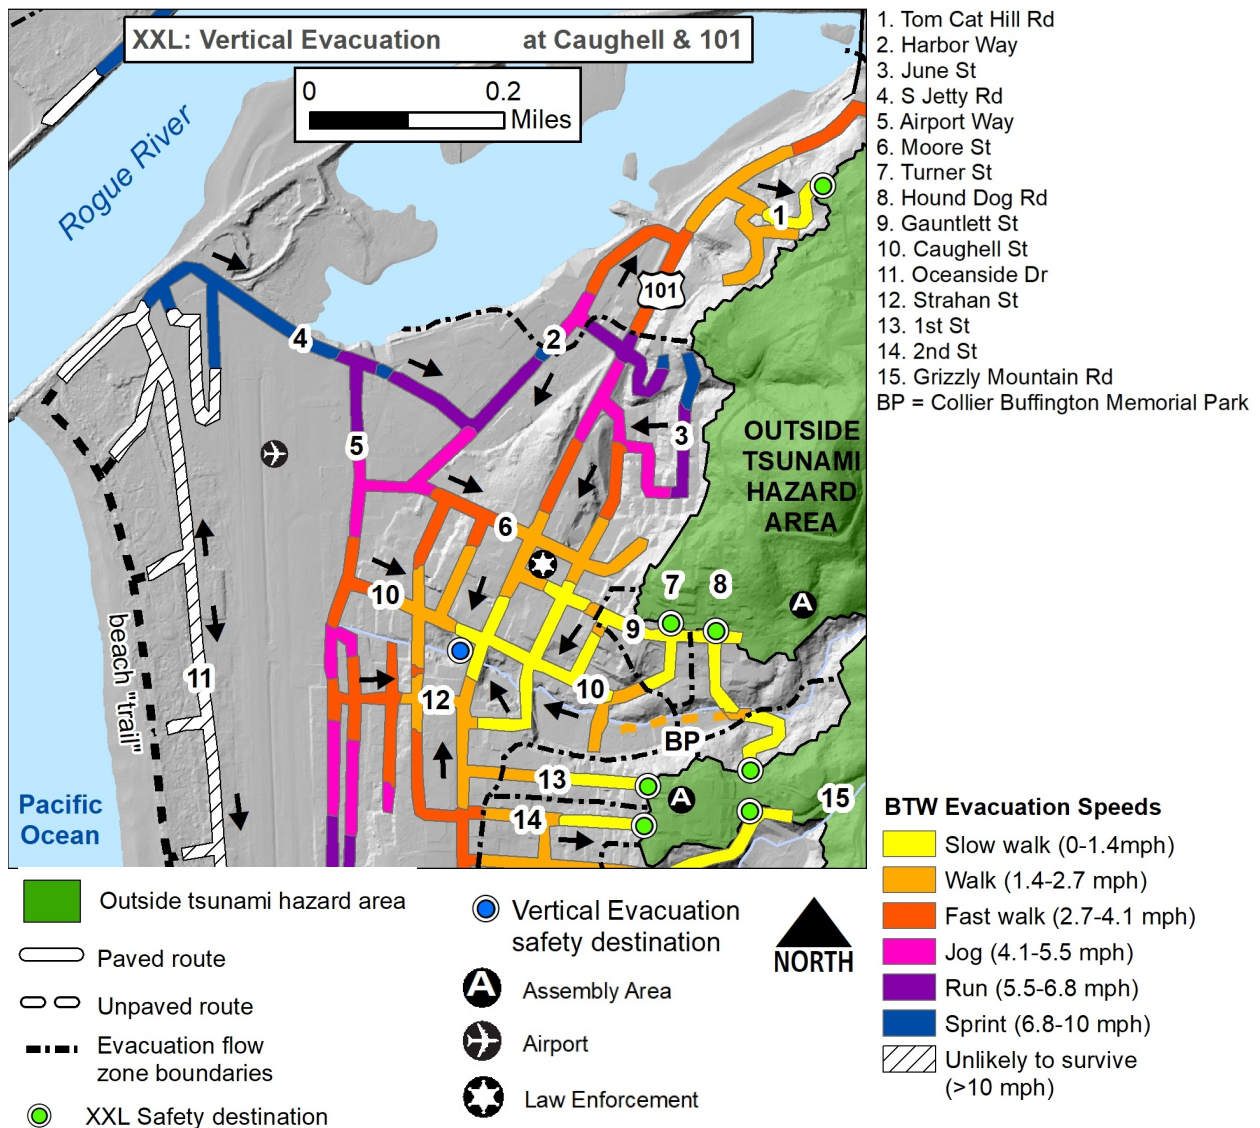 XXL: Vertical Evacuation at Caughell & 101
0 0.2
Miles
Rogue River
1
101
2
4
3
5
OUTSIDE
TSUNAMI
HAZARD
AREA
6
7 8
A
10
9
beach "trail"
11
12
10
BP
13
A
14
15
Pacific
Ocean
1. Tom Cat Hill Rd
2. Harbor Way
3. June St
4. S Jetty Rd
5. Airport Way
6. Moore St
7. Turner St
8. Hound Dog Rd
9. Gauntlett St
10. Caughell St
11. Oceanside Dr
12. Strahan St
13. 1st St
14. 2nd St
15. Grizzly Mountain Rd
BP = Collier Buffington Memorial Park
BTW Evacuation Speeds
Slow walk (0-1.4mph)
Walk (1.4-2.7 mph)
Fast walk (2.7-4.1 mph)
Jog (4.1-5.5 mph)
Run (5.5-6.8 mph)
Sprint (6.8-10 mph)
Unlikely to survive
(>10 mph)
Outside tsunami hazard area
Paved route
Unpaved route
Evacuation flow
zone boundaries
XXL Safety destination
Vertical Evacuation
safety destination
A
Assembly Area
Airport
Law Enforcement
NORTH